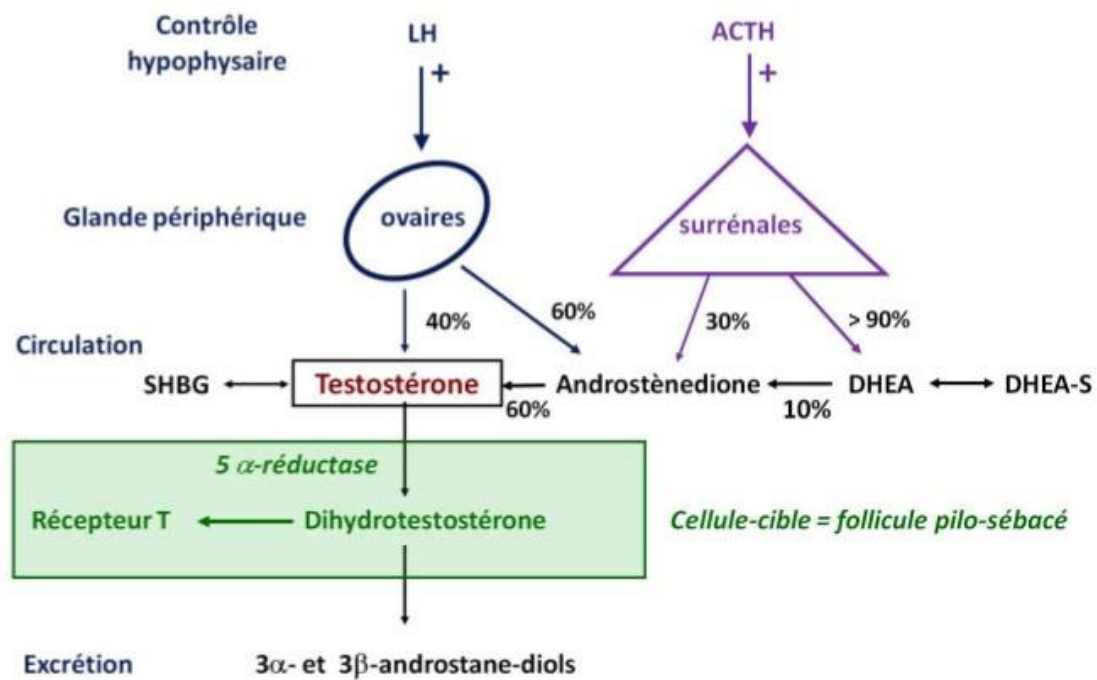 Contrôle
hypophysaire
LH
ACTH
+
+
Glande périphérique
ovaires
surrénales
40%
60%
30%
> 90%
Circulation
SHBG
Testostérone
Androstènedione
DHEA
DHEA-S
60%
10%
5 α-réductase
Récepteur T
Dihydrotestostérone
Cellule-cible = follicule pilo-sébacé
Excrétion
3α- et 3β-androstane-diols